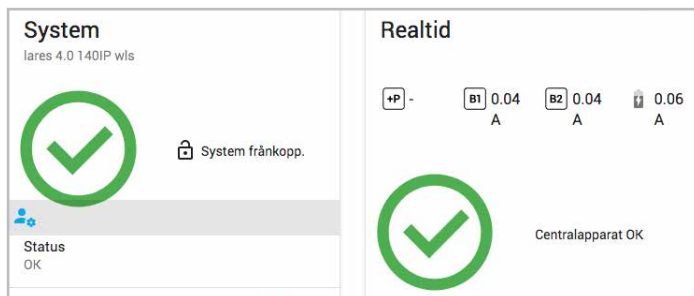 System
lares 4.0 140IP wls
System frånkopp.
Status
OK
Realtid
+P - B1 0.04 A B2 0.04 A 0.06 A
Centralapparat OK